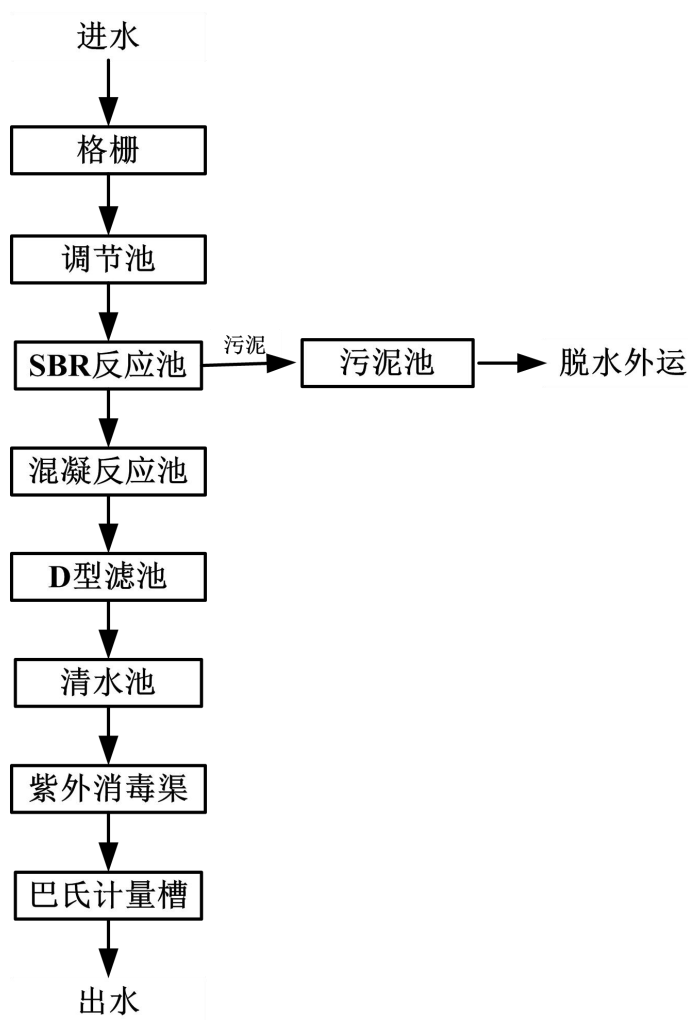 进水
格栅
调节池
SBR反应池
污泥
污泥池
脱水外运
混凝反应池
D型滤池
清水池
紫外消毒渠
巴氏计量槽
出水